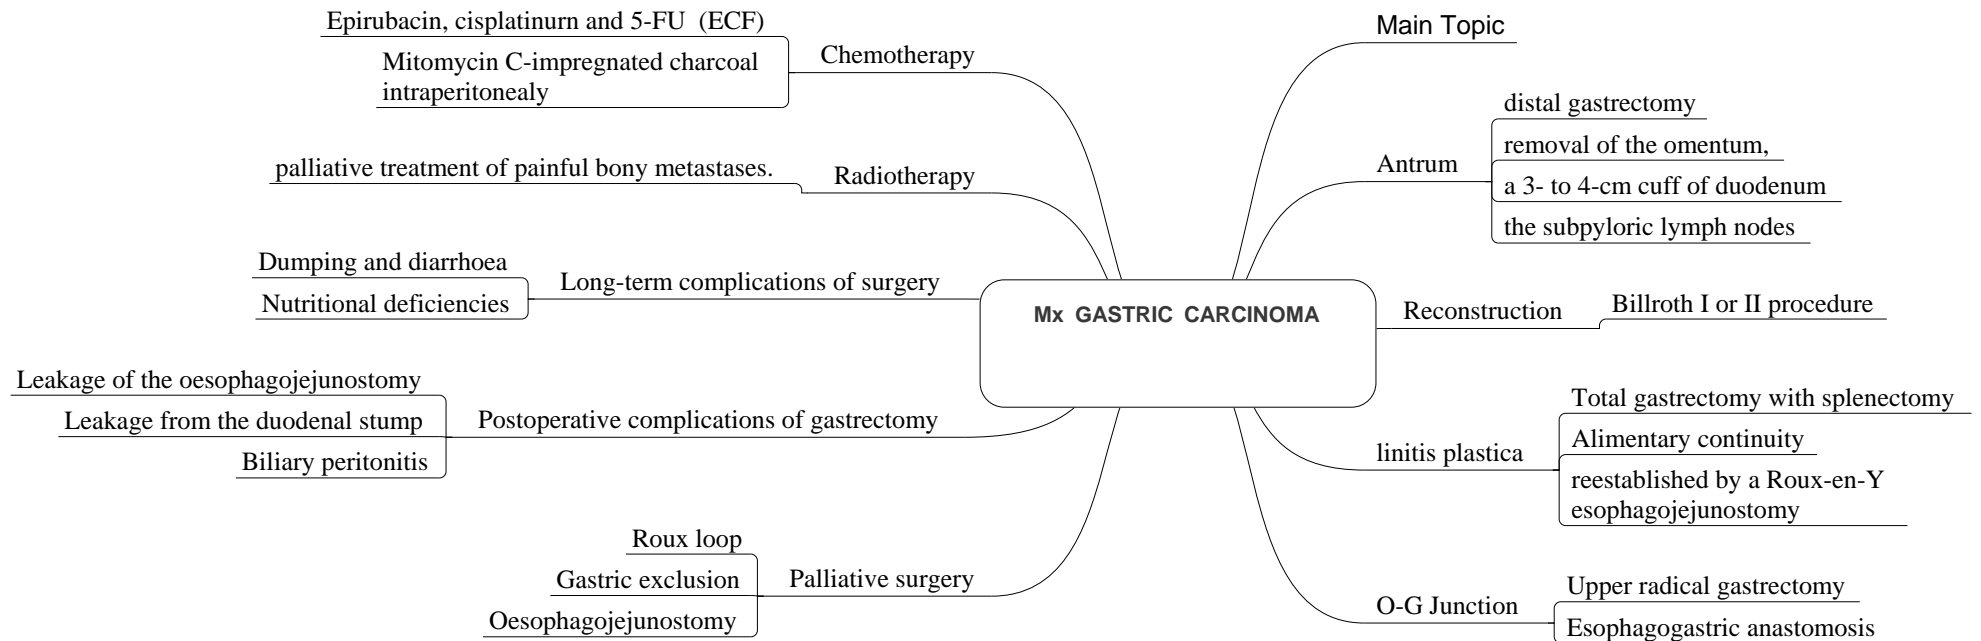 Mx GASTRIC CARCINOMA
Main Topic
Antrum
distal gastrectomy
removal of the omentum,
a 3- to 4-cm cuff of duodenum
the subpyloric lymph nodes
Reconstruction
Billroth I or II procedure
linitis plastica
Total gastrectomy with splenectomy
Alimentary continuity
reestablished by a Roux-en-Y
esophagojejunostomy
O-G Junction
Upper radical gastrectomy
Esophagogastric anastomosis
Chemotherapy
Epirubacin, cisplatinurn and 5-FU (ECF)
Mitomycin C-impregnated charcoal
intraperitonealy
Radiotherapy
palliative treatment of painful bony metastases.
Long-term complications of surgery
Dumping and diarrhoea
Nutritional deficiencies
Postoperative complications of gastrectomy
Leakage of the oesophagojejunostomy
Leakage from the duodenal stump
Biliary peritonitis
Palliative surgery
Roux loop
Gastric exclusion
Oesophagojejunostomy